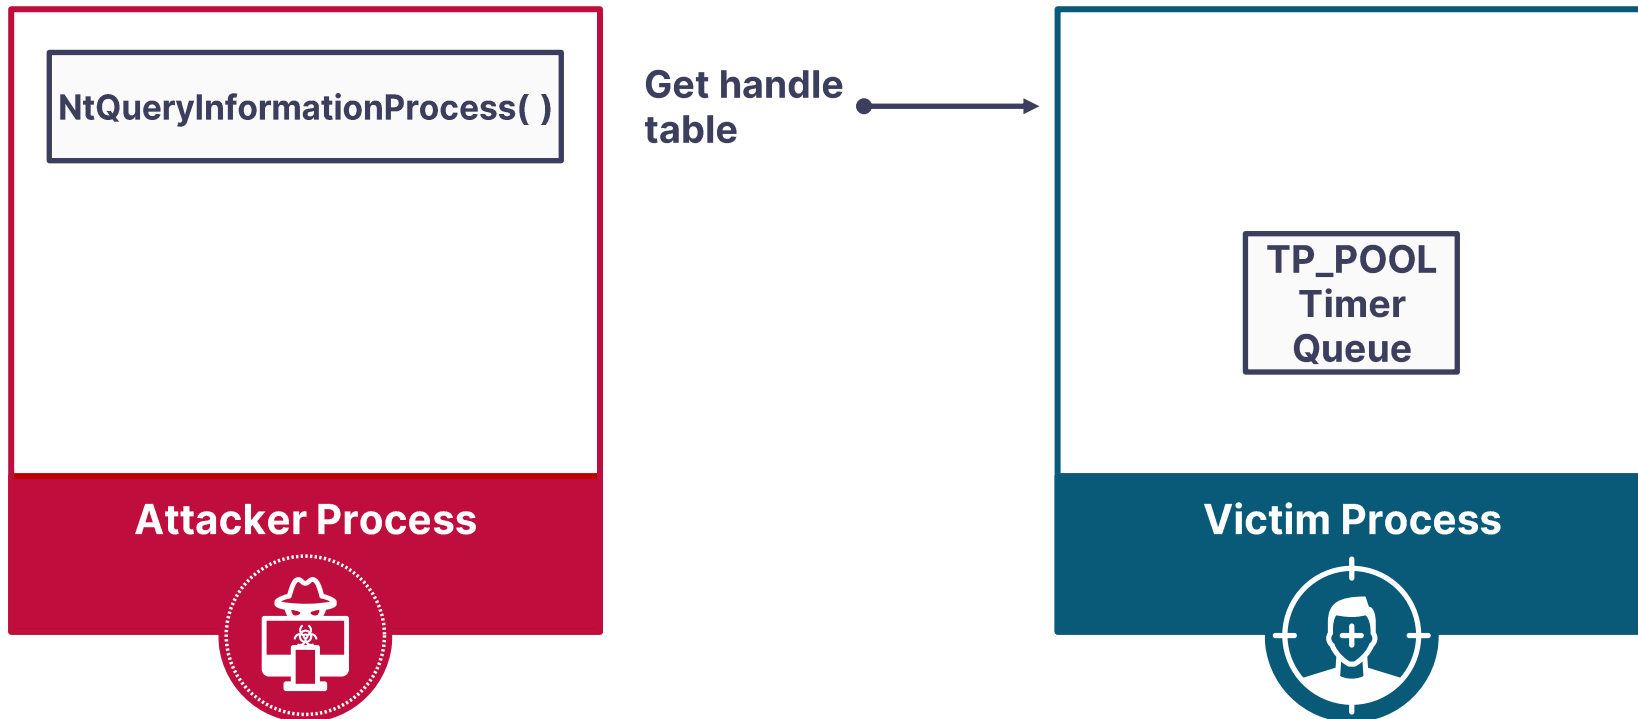 NtQueryInformationProcess( )
Get handle
table
TP_POOL
Timer
Queue
Attacker Process
Victim Process